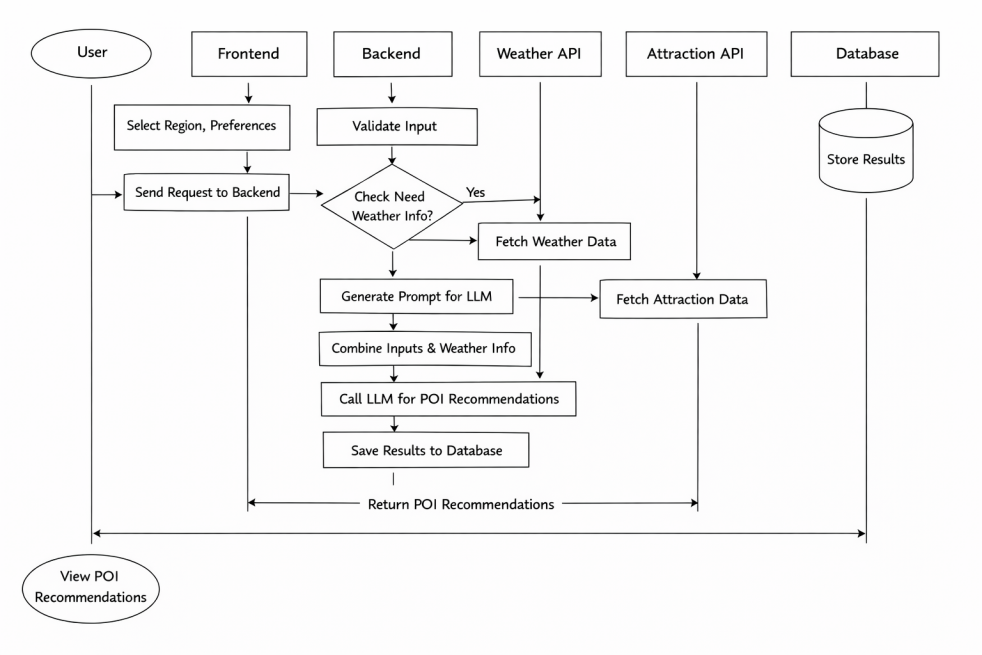 User
Frontend
Backend
Weather API
Attraction API
Database
Select Region, Preferences
Validate Input
Store Results
Send Request to Backend
Check Need
Weather Info?
Yes
Fetch Weather Data
Generate Prompt for LLM
Fetch Attraction Data
Combine Inputs & Weather Info
Call LLM for POI Recommendations
Save Results to Database
Return POI Recommendations
View POI
Recommendations